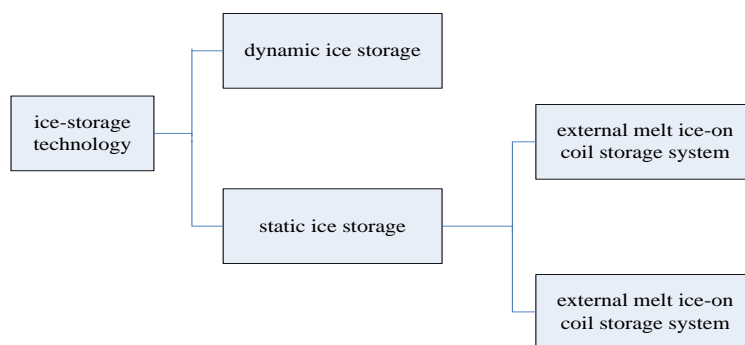 dynamic ice storage
ice-storage
technology
external melt ice-on
coil storage system
static ice storage
external melt ice-on
coil storage system